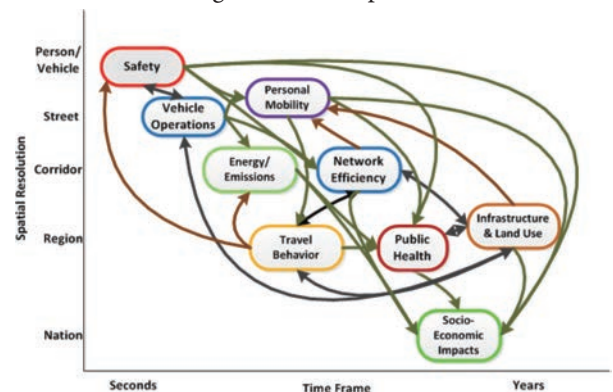 Person/
Vehicle
Street
Corridor
Region
Nation
Spatial Resolution
Safety
Vehicle
Operations
Personal
Mobility
Energy/
Emissions
Network
Efficiency
Travel
Behavior
Public
Health
Infrastructure
& Land Use
Socio-
Economic
Impacts
Seconds
Time Frame
Years